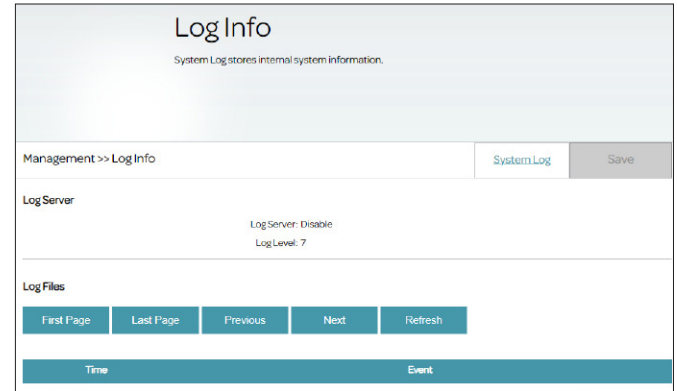 Log Info
System Log stores internal system information.
Management >> Log Info
System Log
Save
Log Server
Log Server: Disable
Log Level: 7
Log Files
First Page Last Page Previous Next Refresh
Time Event